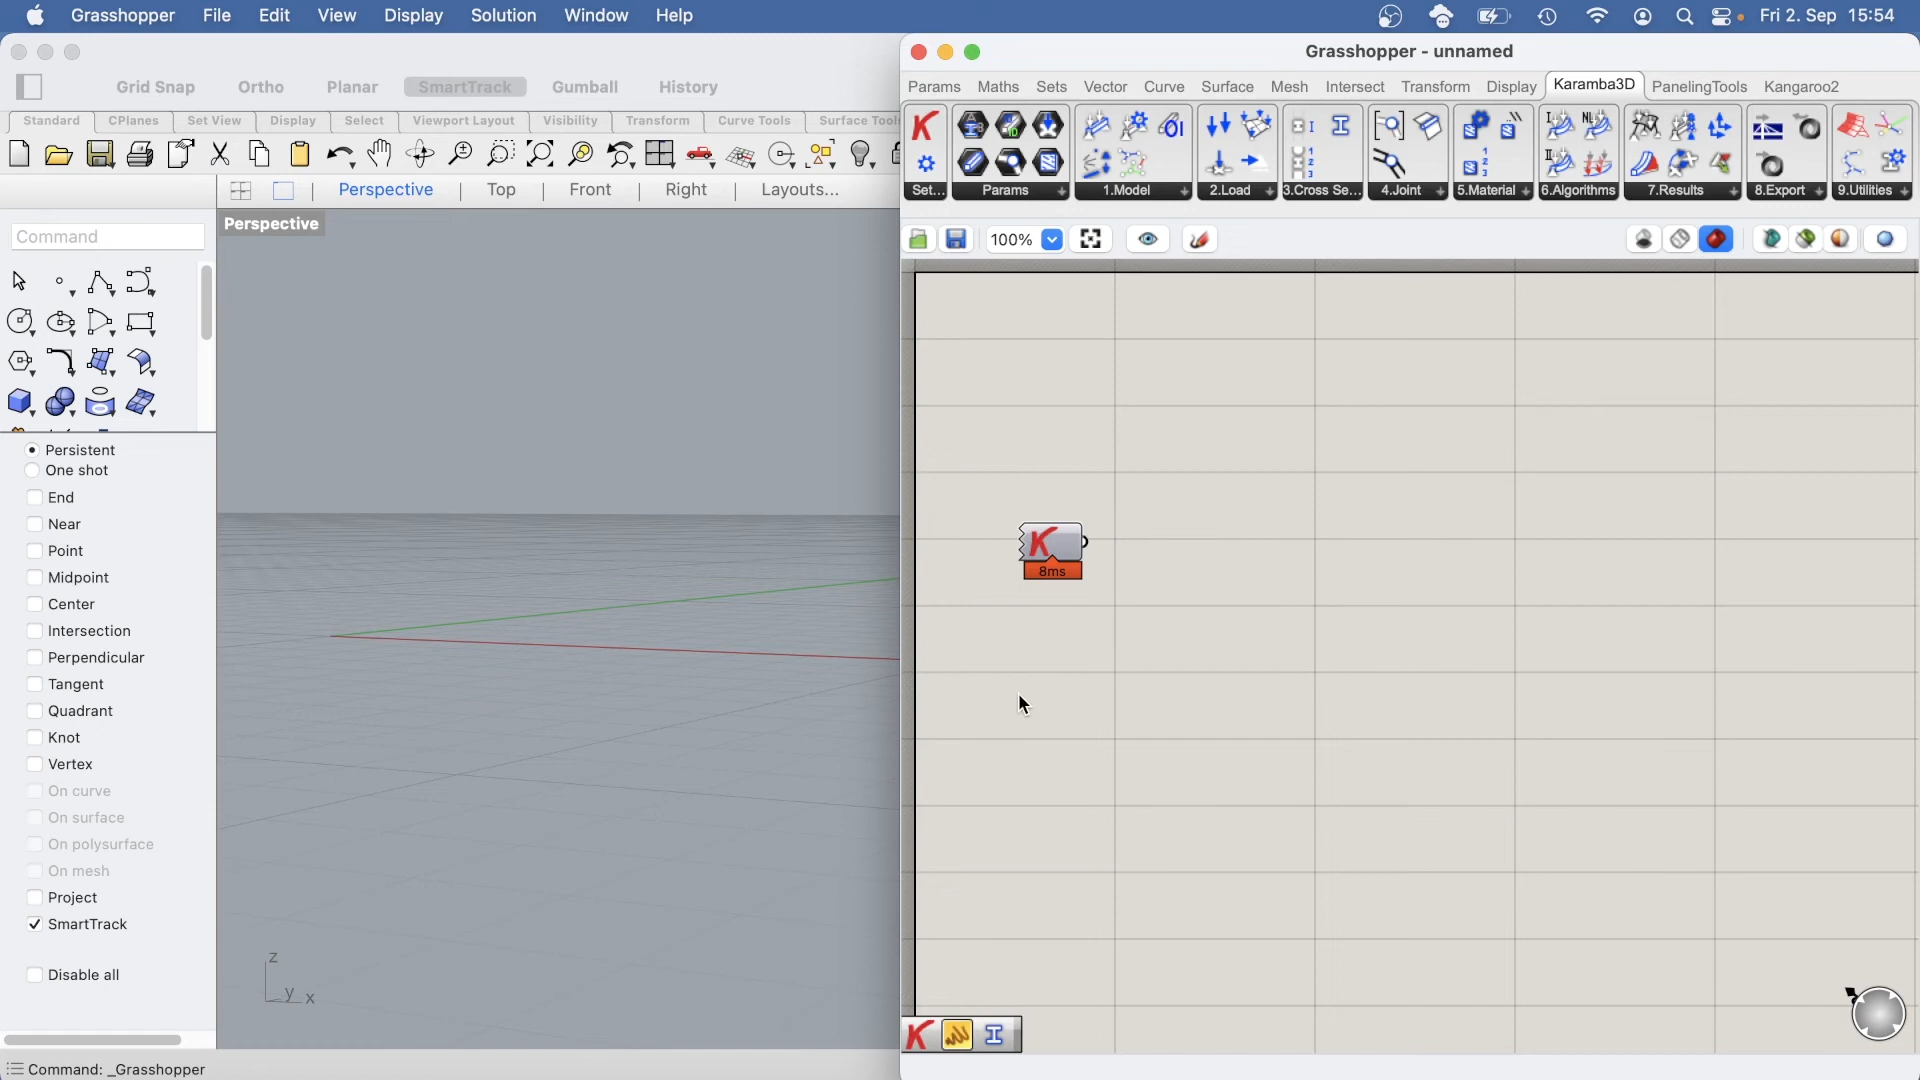 Grasshopper File Edit View Display Solution Window Help Fri 2. Sep 15:54
Grasshopper - unnamed
Grid Snap Ortho Planar SmartTrack Gumball History
Params Maths Sets Vector Curve Surface Mesh Intersect Transform Display Karamba3D PanelingTools Kangaroo2
Standard CPlanes Set View Display Select Viewport Layout Visibility Transform Curve Tools Surface Tools
Set... Params 1.Model 2.Load 3.Cross Se... 4.Joint 5.Material 6.Algorithms 7.Results 8.Export 9.Utilities
Perspective Top Front Right Layouts...
Perspective
Command
100%
Persistent
One shot
End
Near
Point
Midpoint
Center
Intersection
Perpendicular
Tangent
Quadrant
Knot
Vertex
On curve
On surface
On polysurface
On mesh
Project
SmartTrack
Disable all
K
8ms
z
y x
Command: _Grasshopper